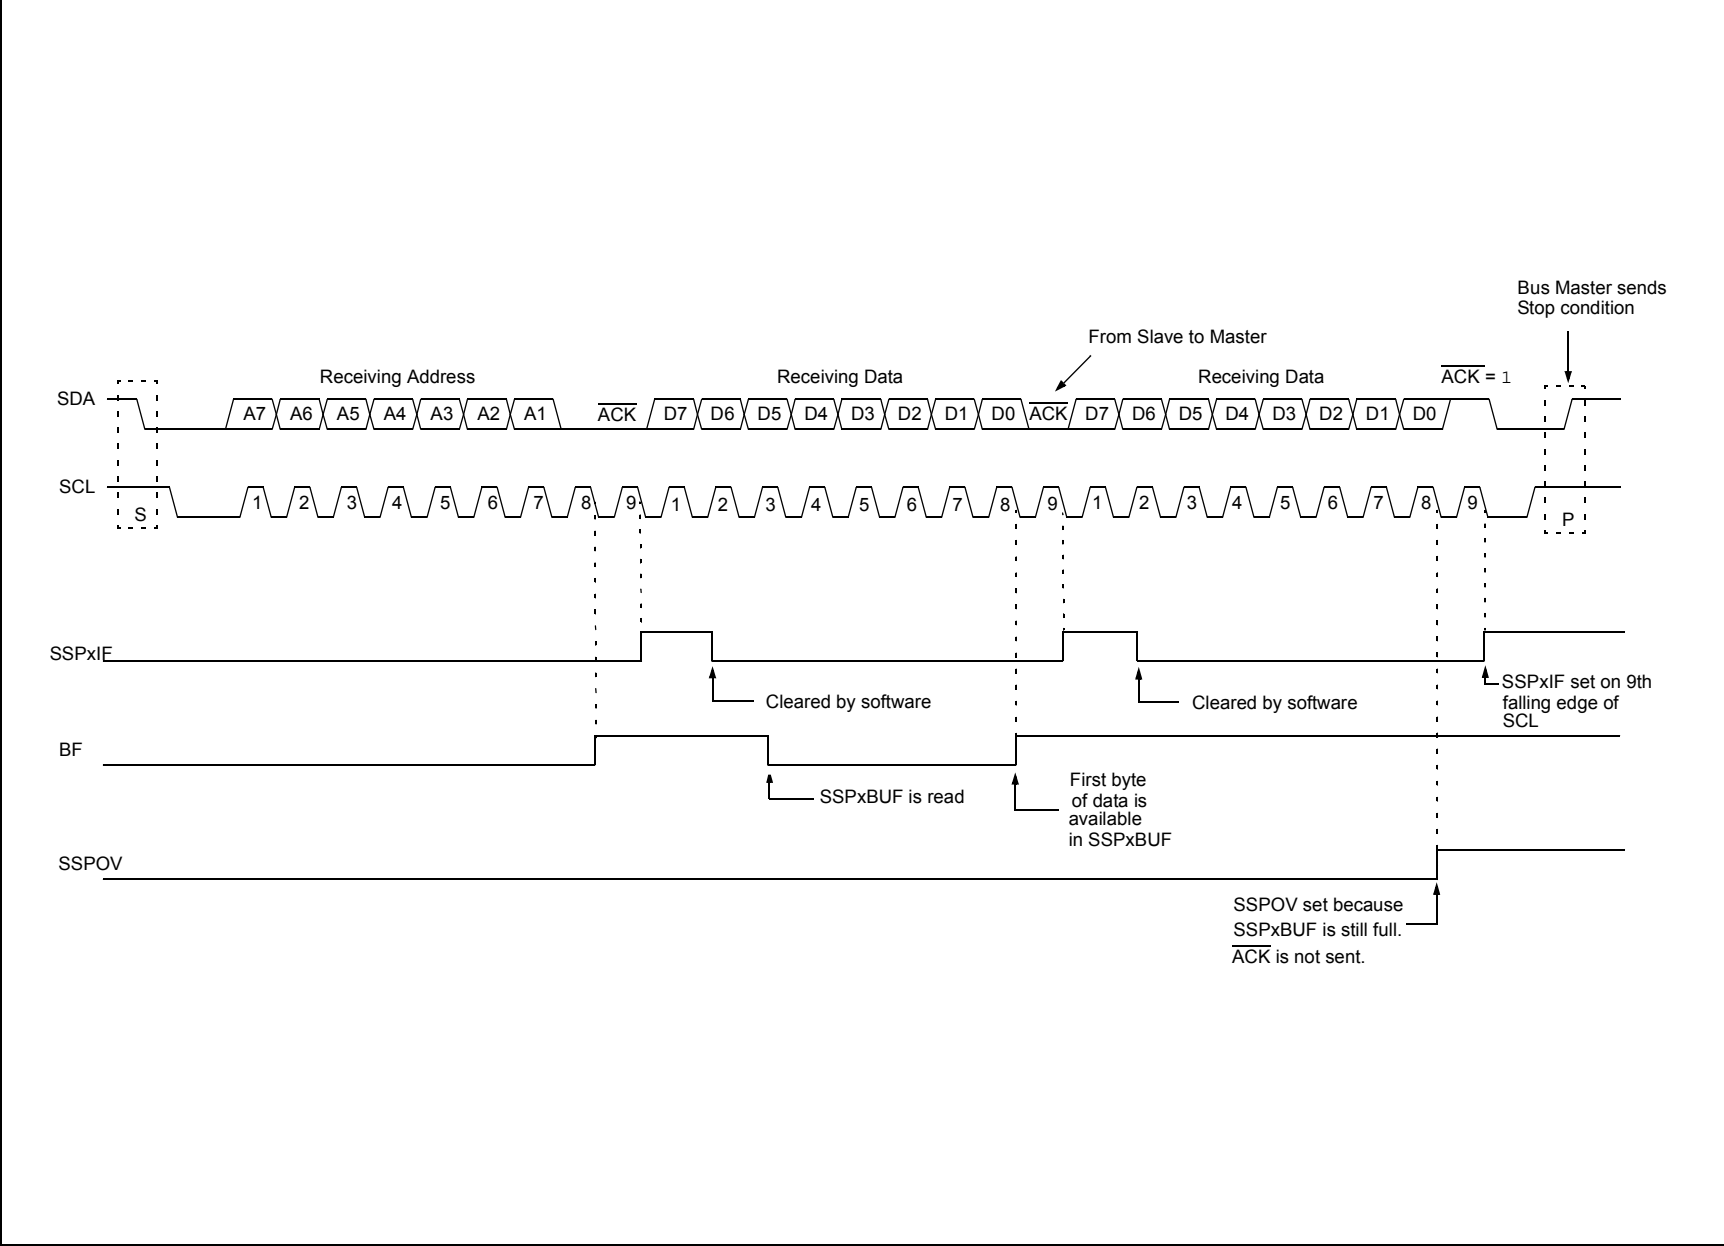 Bus Master sends
Stop condition
From Slave to Master
Receiving Address
Receiving Data
Receiving Data
ACK = 1
SDA
A7 A6 A5 A4 A3 A2 A1 ACK D7 D6 D5 D4 D3 D2 D1 D0 ACK D7 D6 D5 D4 D3 D2 D1 D0
SCL
S
1 2 3 4 5 6 7 8 9 1 2 3 4 5 6 7 8 9 1 2 3 4 5 6 7 8 9
P
SSPxIF
Cleared by software
Cleared by software
SSPxIF set on 9th
falling edge of
SCL
BF
SSPxBUF is read
First byte
of data is
available
in SSPxBUF
SSPOV
SSPOV set because
SSPxBUF is still full.
ACK is not sent.